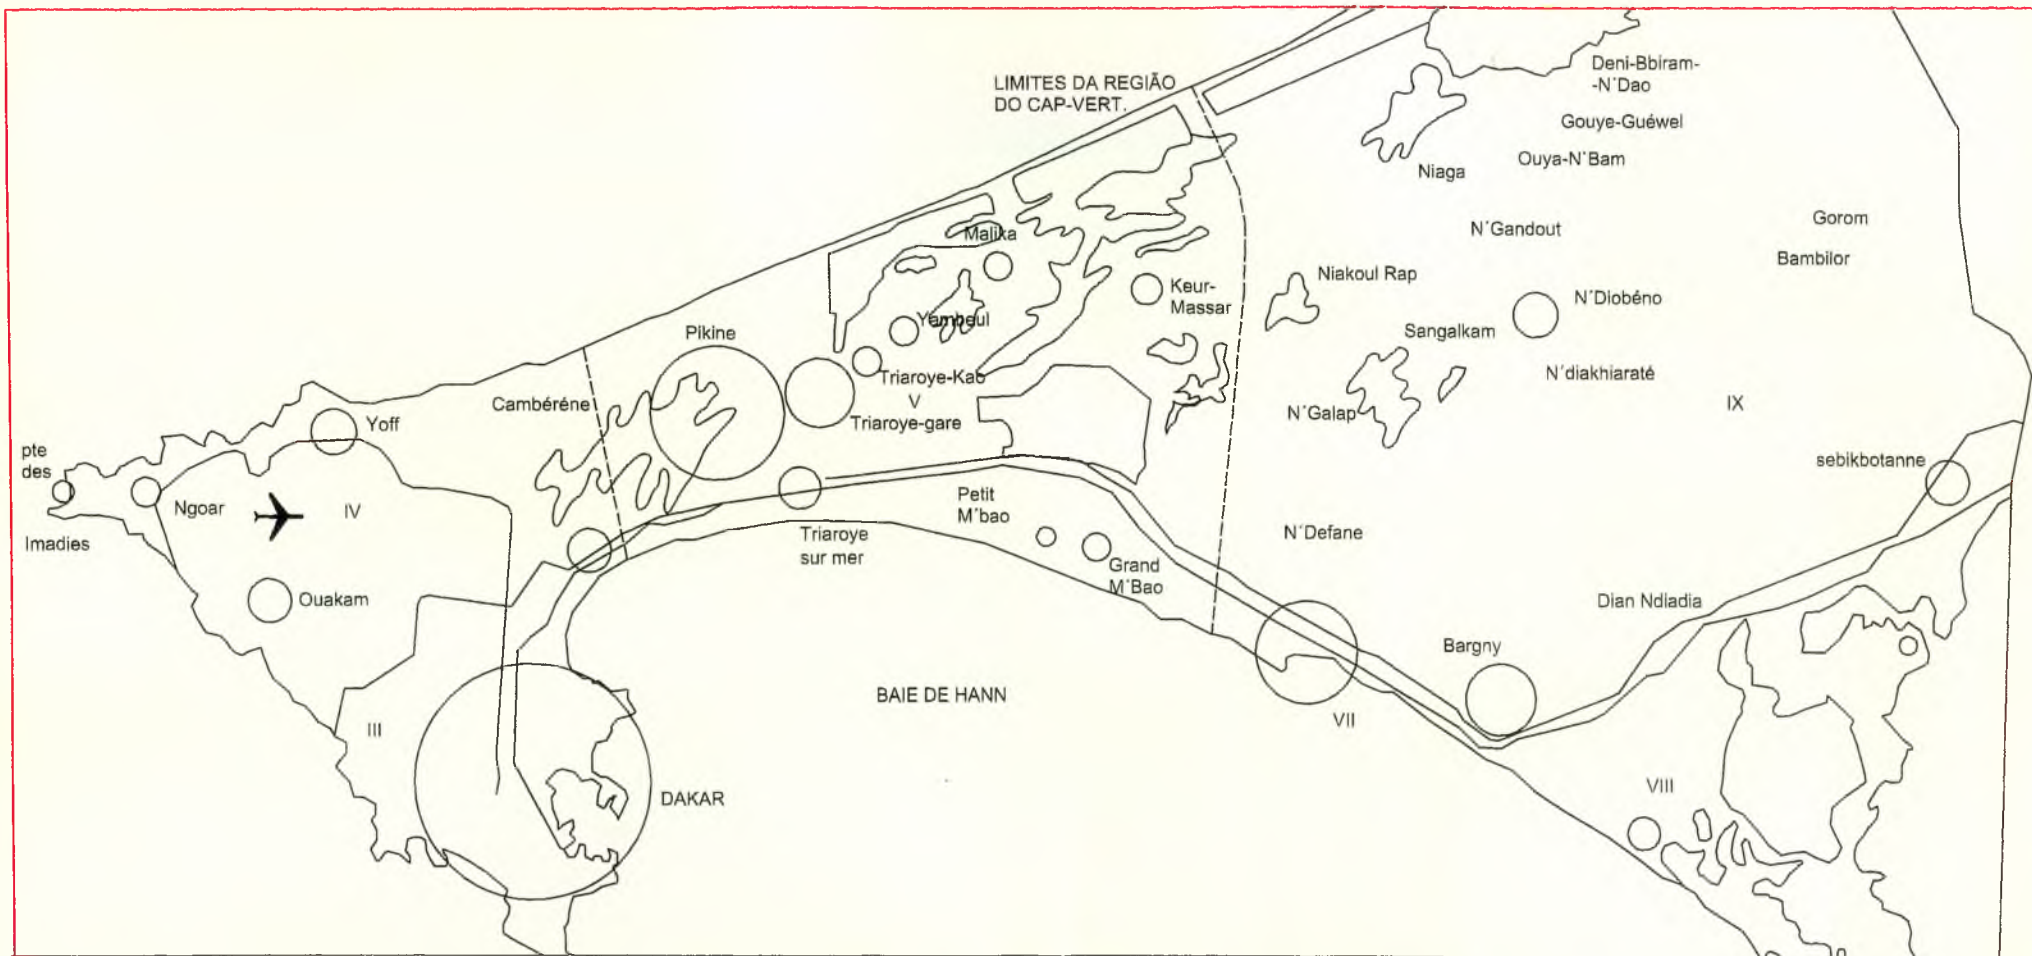 LIMITES DA REGIÃO
DO CAP-VERT.
Deni-Bbiram-
-N´Dao
Gouye-Guéwel
Ouya-N´Bam
Niaga
N´Gandout
Gorom
Bambilor
Malika
Niakoul Rap
Keur-
Massar
N´Diobéno
Yembeul
Sangalkam
Pikine
Triaroye-Kao
N´diakhiaraté
V
Cambéréne
IX
N´Galap
Yoff
Triaroye-gare
pte
des
sebikbotanne
Ngoar
IV
Petit
M´bao
Imadies
Triaroye
sur mer
N´Defane
Grand
M´Bao
Ouakam
Dian Ndiadia
Bargny
BAIE DE HANN
VII
III
VIII
DAKAR